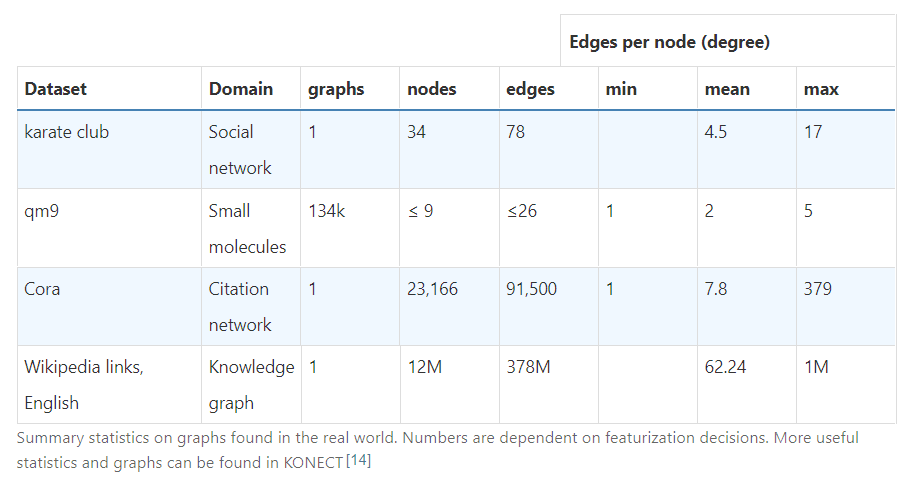 Edges per node (degree)
Dataset Domain graphs nodes edges min mean max
karate club Social 1 34 78 4.5 17
network
qm9 Small 134k ≤ 9 ≤26 1 2 5
molecules
Cora Citation 1 23,166 91,500 1 7.8 379
network
Wikipedia links, Knowledge 1 12M 378M 62.24 1M
English graph
Summary statistics on graphs found in the real world. Numbers are dependent on featurization decisions. More useful
statistics and graphs can be found in KONECT[14]